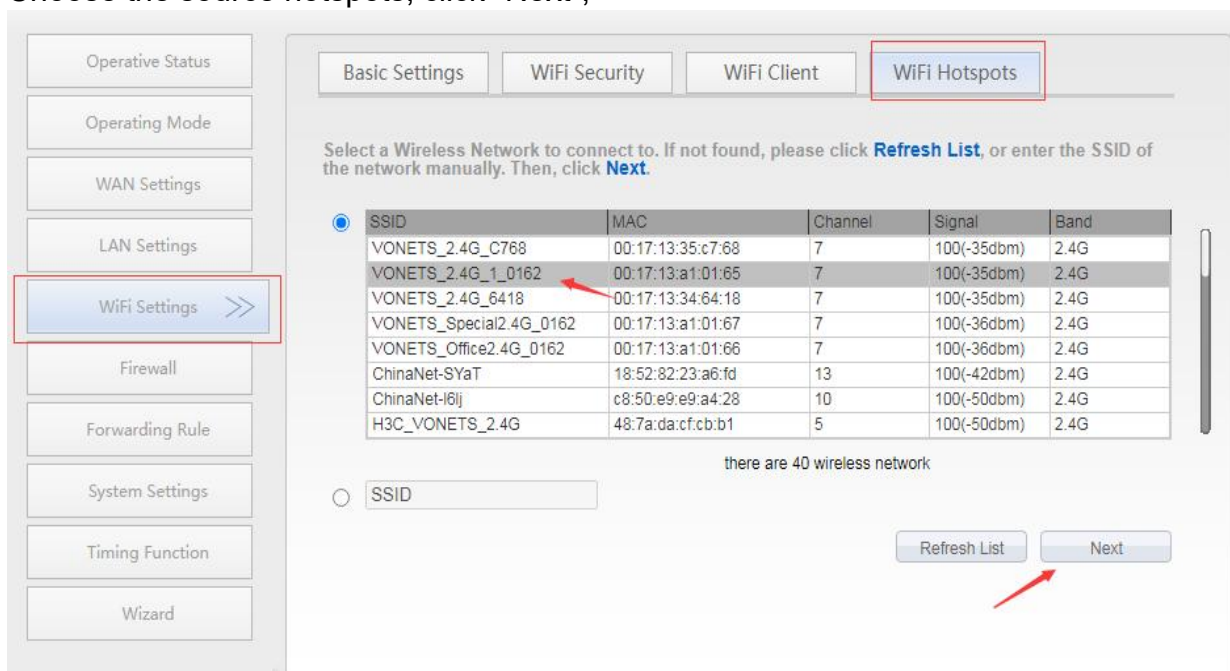 Operative Status
Operating Mode
WAN Settings
LAN Settings
WiFi Settings >>
Firewall
Forwarding Rule
System Settings
Timing Function
Wizard
Basic Settings WiFi Security WiFi Client WiFi Hotspots
Select a Wireless Network to connect to. If not found, please click Refresh List, or enter the SSID of
the network manually. Then, click Next.
SSID MAC Channel Signal Band
VONETS_2.4G_C768 00:17:13:35:c7:68 7 100(-35dbm) 2.4G
VONETS_2.4G_1_0162 00:17:13:a1:01:65 7 100(-35dbm) 2.4G
VONETS_2.4G_6418 00:17:13:34:64:18 7 100(-35dbm) 2.4G
VONETS_Special2.4G_0162 00:17:13:a1:01:67 7 100(-36dbm) 2.4G
VONETS_Office2.4G_0162 00:17:13:a1:01:66 7 100(-36dbm) 2.4G
ChinaNet-SYaT 18:52:82:23:a6:fd 13 100(-42dbm) 2.4G
ChinaNet-I6lj c8:50:e9:e9:a4:28 10 100(-50dbm) 2.4G
H3C_VONETS_2.4G 48:7a:da:cf:cb:b1 5 100(-50dbm) 2.4G
there are 40 wireless network
SSID
Refresh List Next